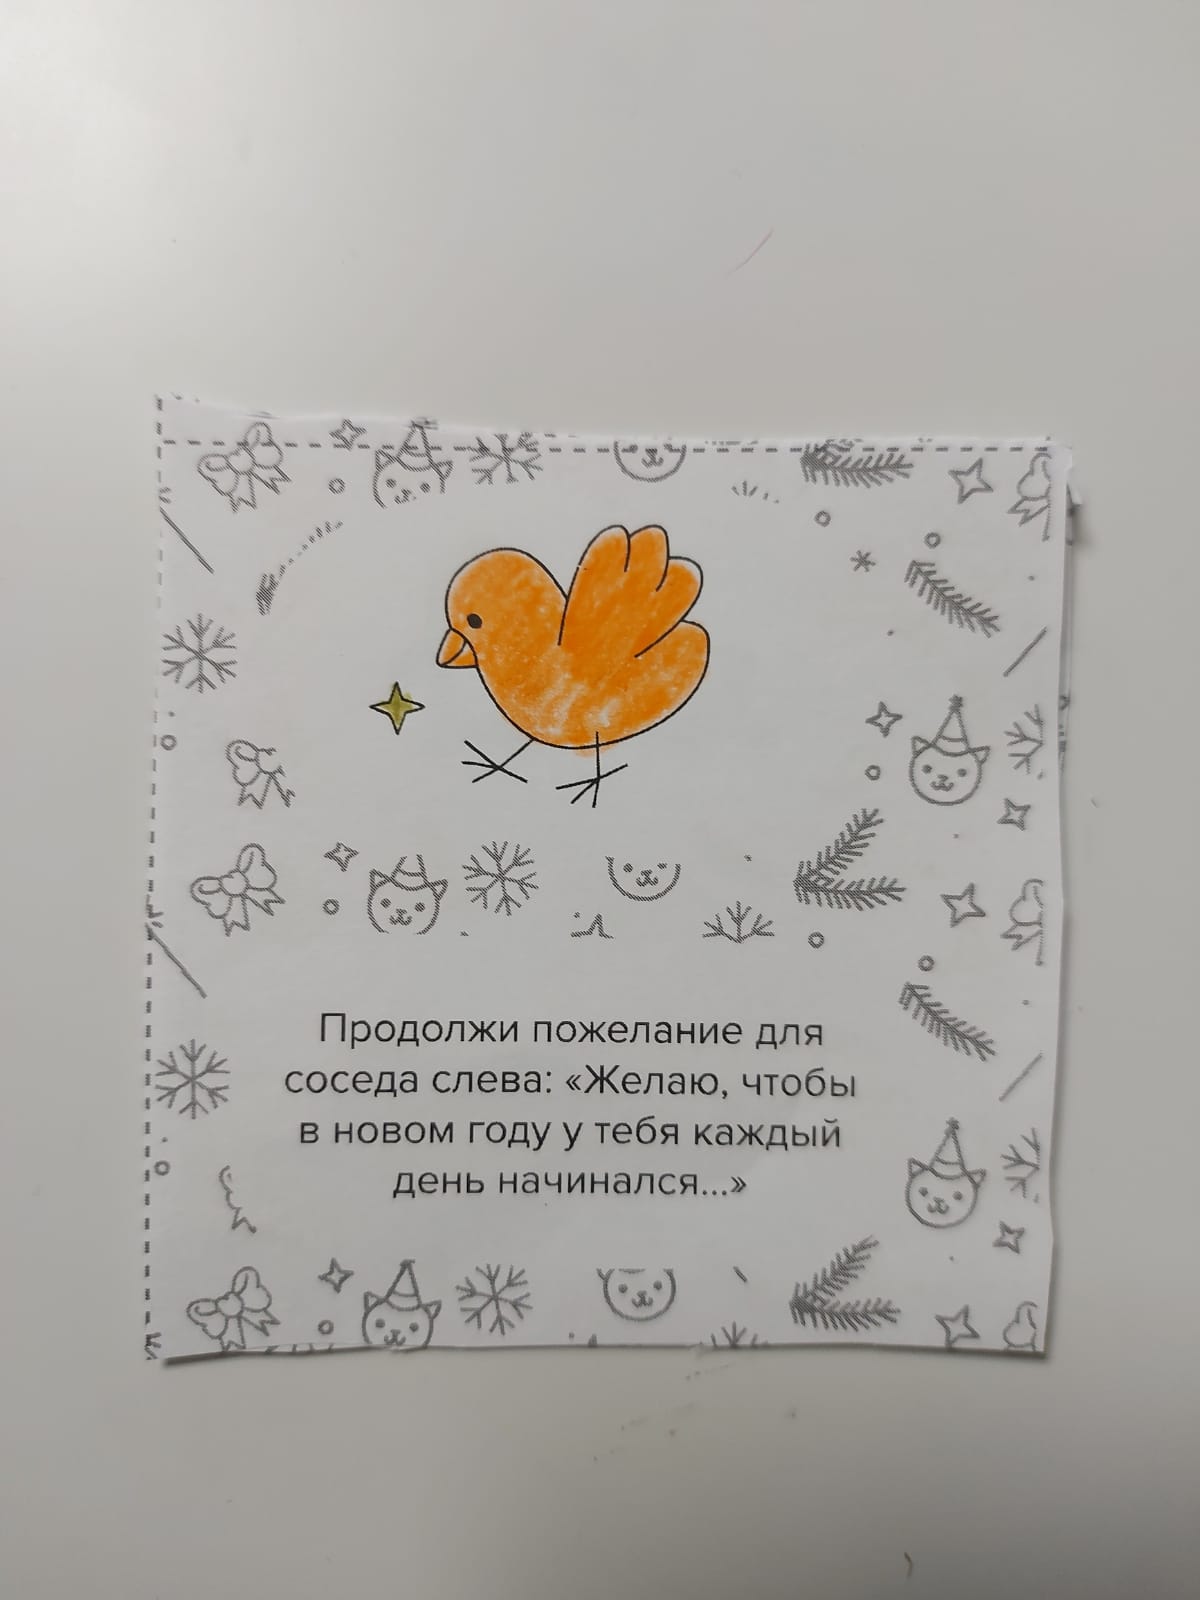 Продолжи пожелание для
соседа слева: «Желаю, чтобы
в новом году у тебя каждый
день начинался...»